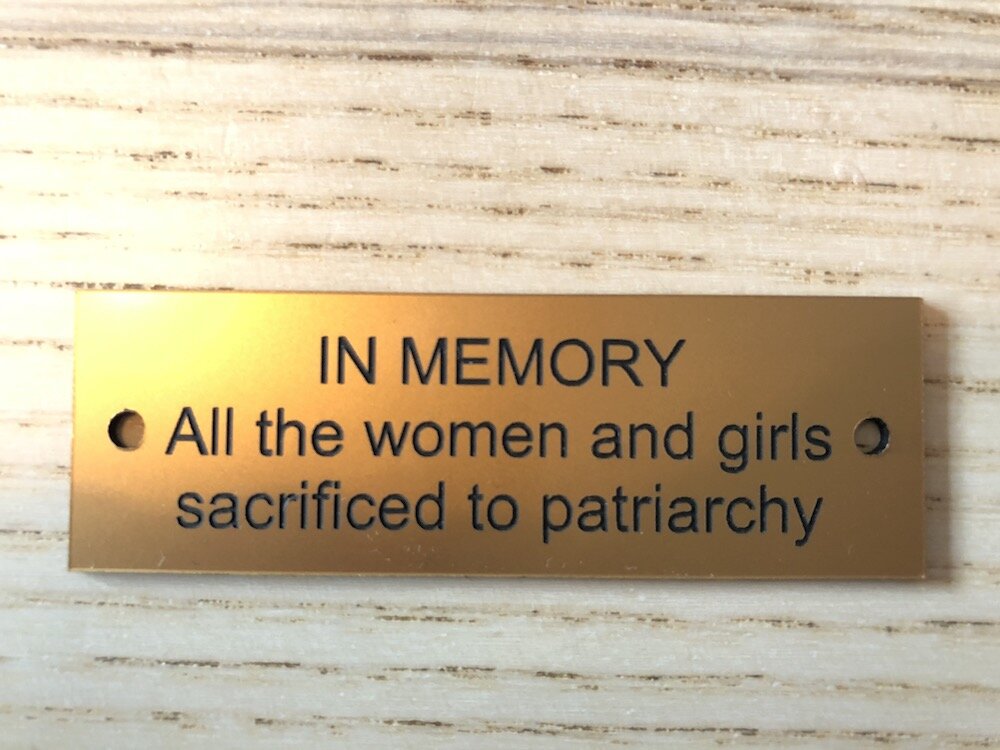 IN MEMORY
All the women and girls
sacrificed to patriarchy